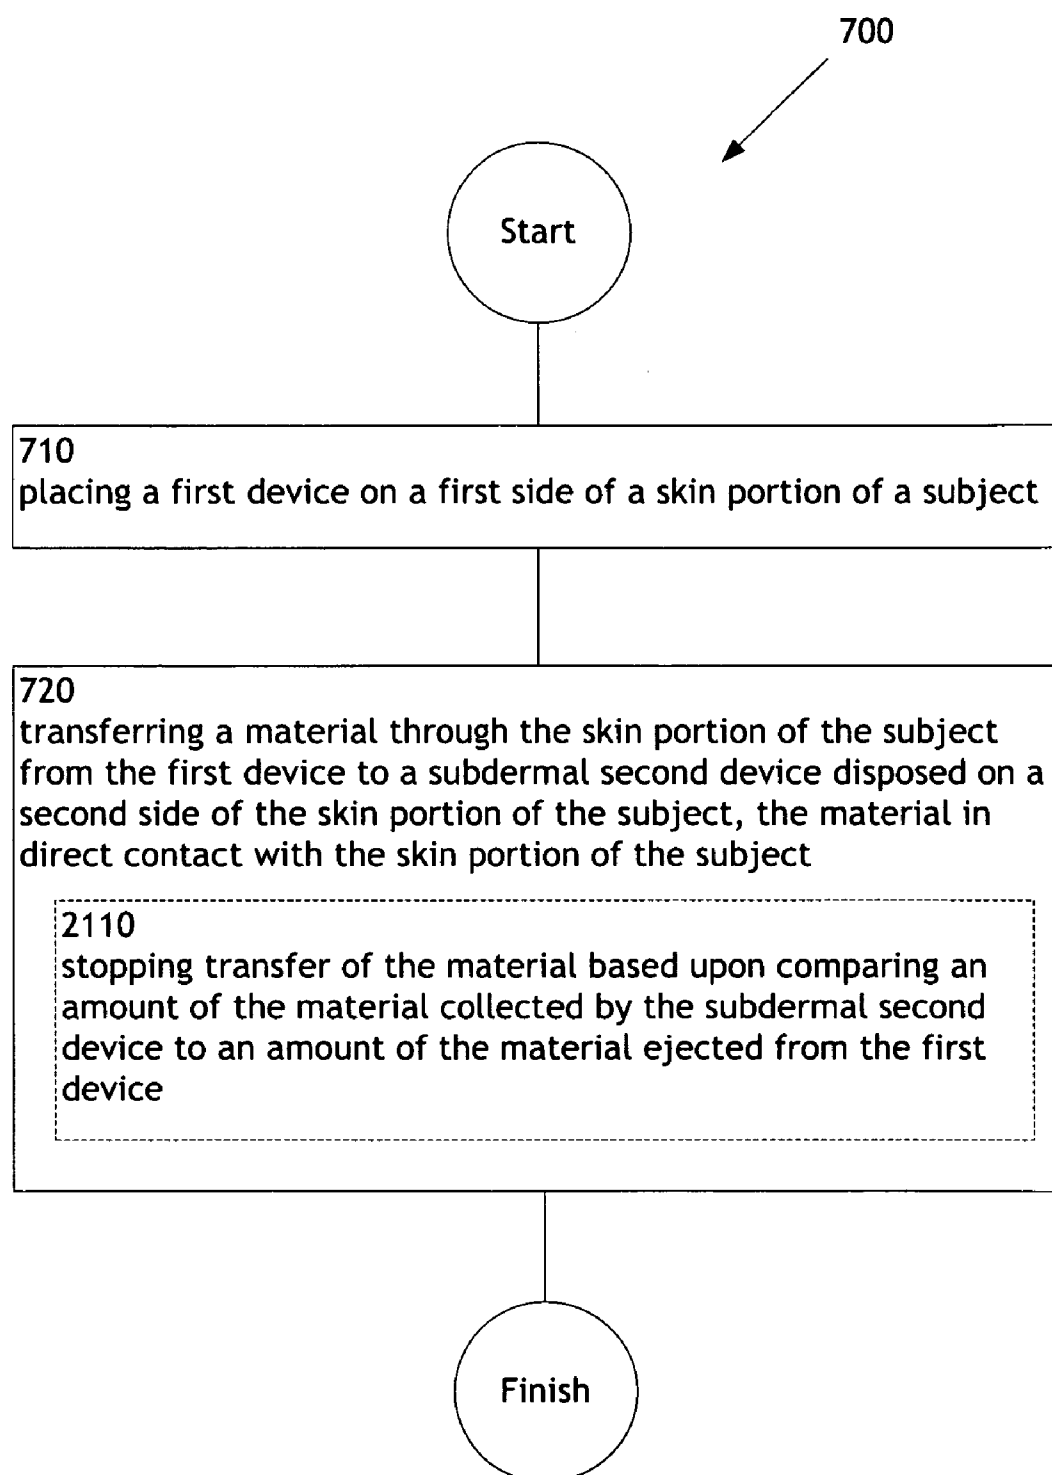 700
Start
710
placing a first device on a first side of a skin portion of a subject
720
transferring a material through the skin portion of the subject
from the first device to a subdermal second device disposed on a
second side of the skin portion of the subject, the material in
direct contact with the skin portion of the subject
2110
stopping transfer of the material based upon comparing an
amount of the material collected by the subdermal second
device to an amount of the material ejected from the first
device
Finish